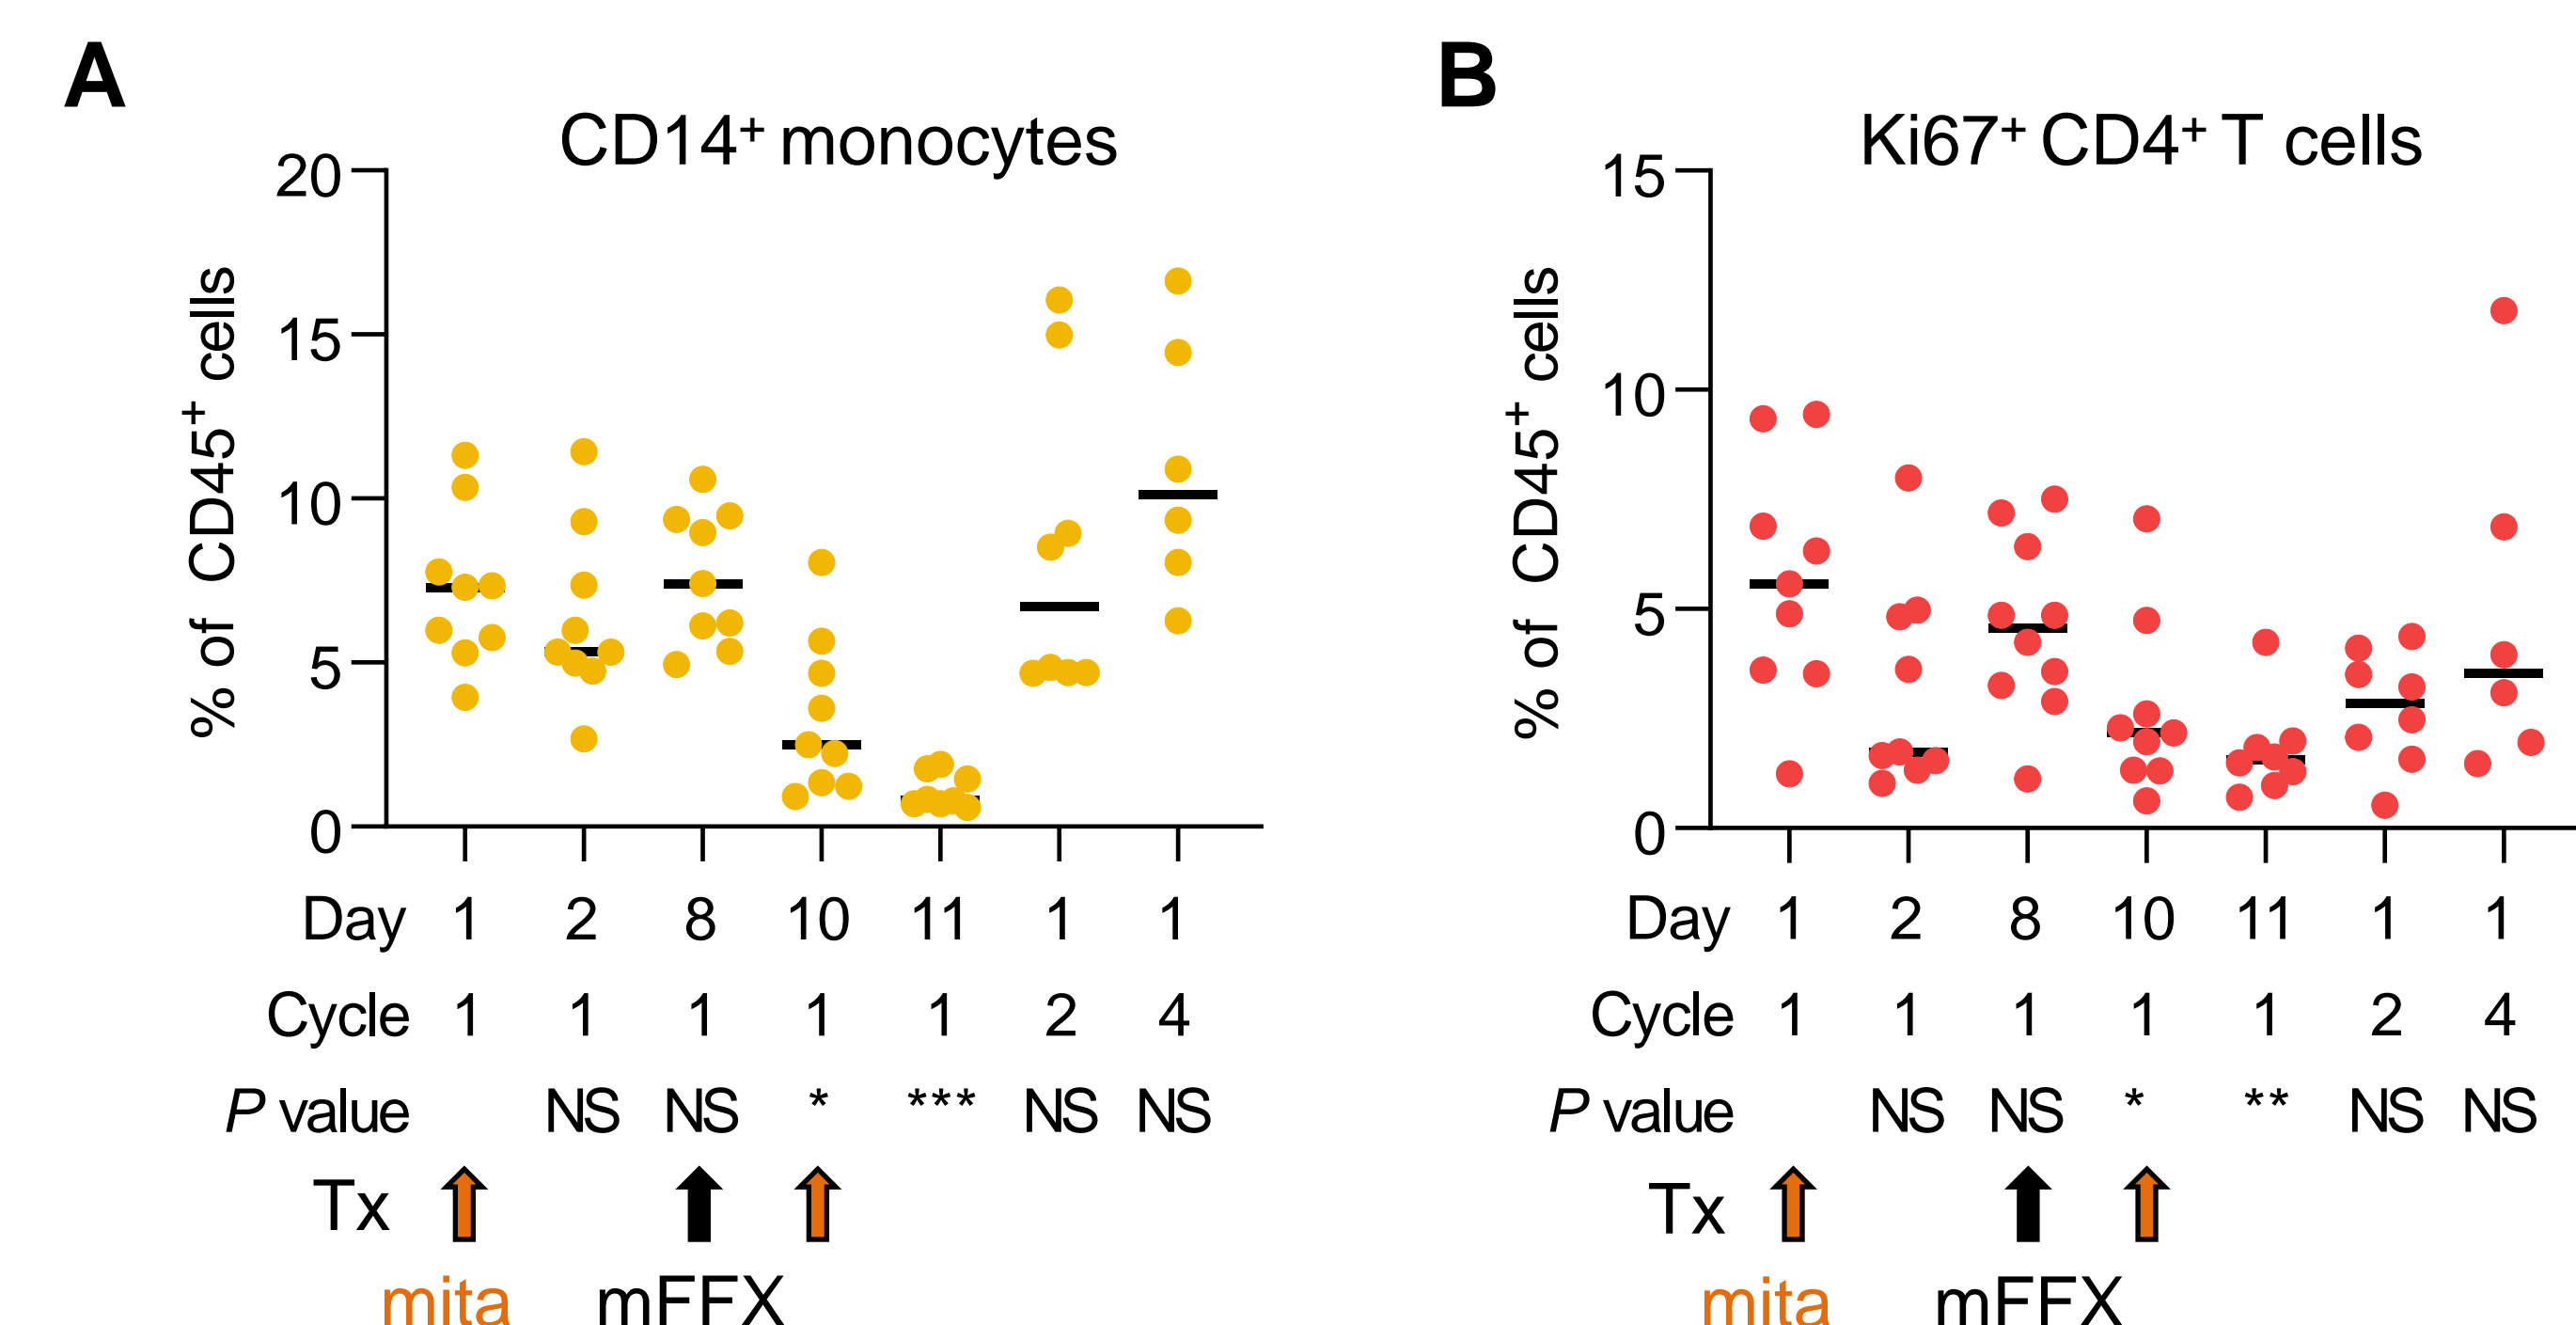 A
CD14⁺ monocytes
% of CD45⁺ cells
20
15
10
5
0
Day 1 2 8 10 11 1 1
Cycle 1 1 1 1 1 2 4
P value NS NS * *** NS NS
Tx
mita mFFX
B
Ki67⁺ CD4⁺ T cells
% of CD45⁺ cells
15
10
5
0
Day 1 2 8 10 11 1 1
Cycle 1 1 1 1 1 2 4
P value NS NS * ** NS NS
Tx
mita mFFX